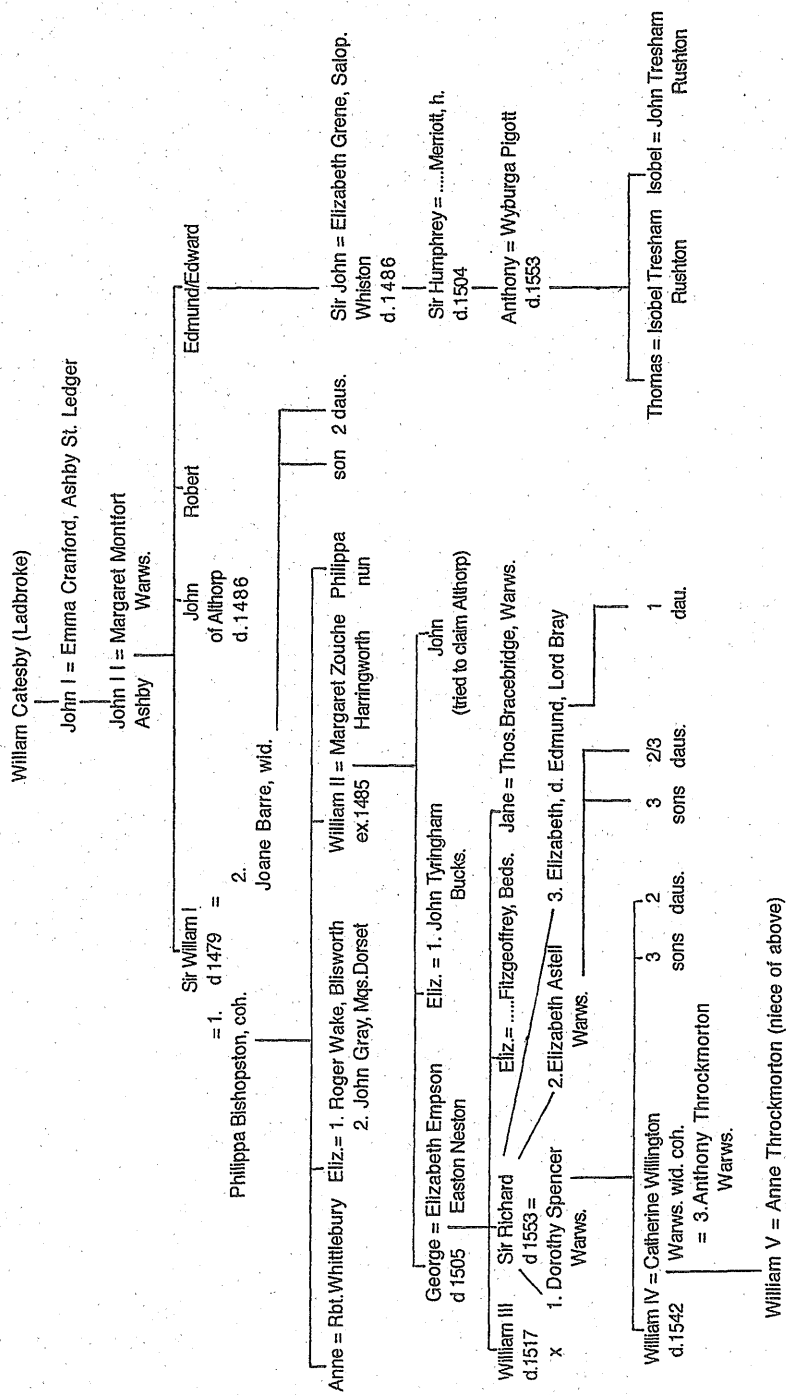 Willam Catesby (Ladbroke)
John I = Emma Cranford, Ashby St. Ledger
John I I = Margaret Montfort
Ashby Warws.
Sir Willam I
d 1479
John
of Althorp
d.1486
Robert
Edmund/Edward
= 1. = 2.
Philippa Bishopston, coh.
Joane Barre, wid.
Sir John = Elizabeth Grene, Salop.
Whiston
d.1486
son 2 daus.
Anne = Rbt.Whittlebury
Eliz.= 1. Roger Wake, Blisworth
2. John Gray, Mqs.Dorset
William II = Margaret Zouche
ex.1485 Harringworth
Philippa
nun
Sir Humphrey = .....Merriott, h.
d.1504
Anthony = Wyburga Pigott
d.1553
George = Elizabeth Empson
d 1505 Easton Neston
Eliz. = 1. John Tyringham
Bucks.
John
(tried to claim Althorp)
William III
d.1517
x
Sir Richard
d 1553 =
Eliz.= .....Fitzgeoffrey, Beds.
Jane = Thos.Bracebridge, Warws.
1. Dorothy Spencer
Warws.
2.Elizabeth Astell
Warws.
3. Elizabeth, d. Edmund, Lord Bray
Thomas = Isobel Tresham
Rushton
Isobel = John Tresham
Rushton
William IV = Catherine Willington
d.1542 Warws. wid. coh.
= 3.Anthony Throckmorton
Warws.
3 2
sons daus.
3 2/3
sons daus.
1
dau.
William V = Anne Throckmorton (niece of above)